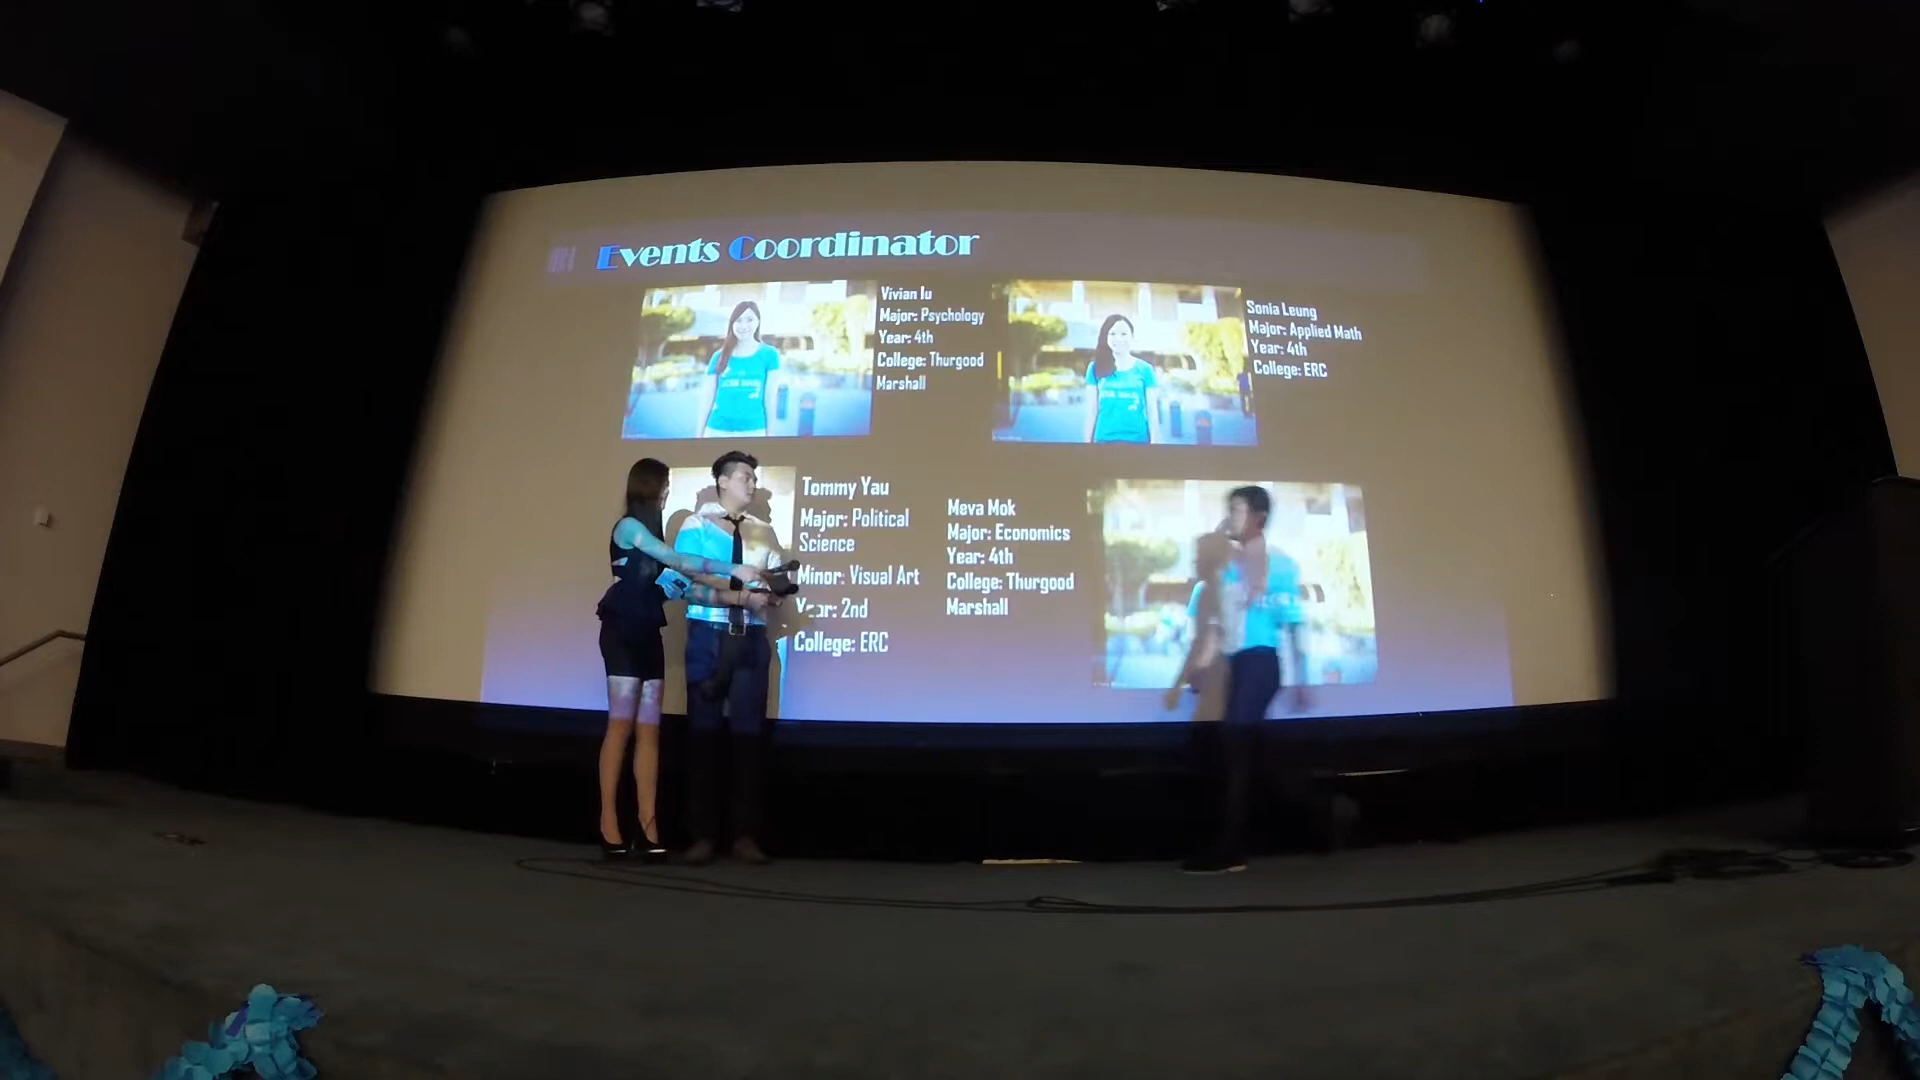 Events Coordinator
Vivian Iu
Major: Psychology
Year: 4th
College: Thurgood
Marshall
Sonia Leung
Major: Applied Math
Year: 4th
College: ERC
Tommy Yau
Major: Political
Science
Minor: Visual Art
Year: 2nd
College: ERC
Meva Mok
Major: Economics
Year: 4th
College: Thurgood
Marshall